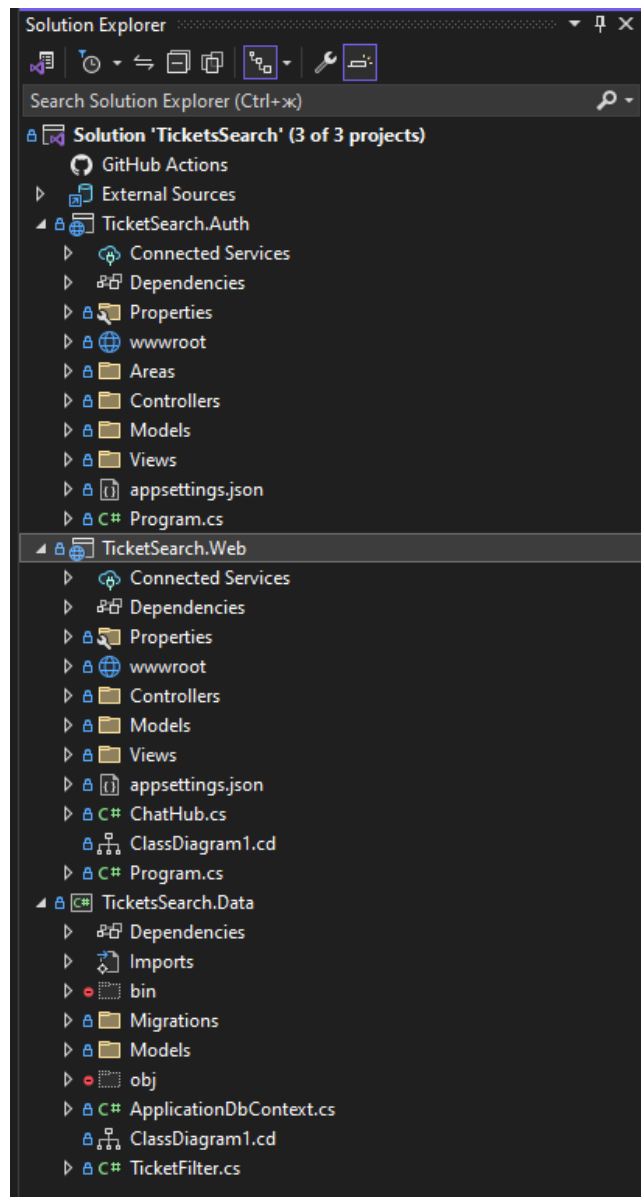 Solution Explorer
Search Solution Explorer (Ctrl+ж)
Solution 'TicketsSearch' (3 of 3 projects)
GitHub Actions
External Sources
TicketSearch.Auth
Connected Services
Dependencies
Properties
wwwroot
Areas
Controllers
Models
Views
appsettings.json
C# Program.cs
TicketSearch.Web
Connected Services
Dependencies
Properties
wwwroot
Controllers
Models
Views
appsettings.json
C# ChatHub.cs
ClassDiagram1.cd
C# Program.cs
C# TicketsSearch.Data
Dependencies
Imports
bin
Migrations
Models
obj
C# ApplicationDbContext.cs
ClassDiagram1.cd
C# TicketFilter.cs